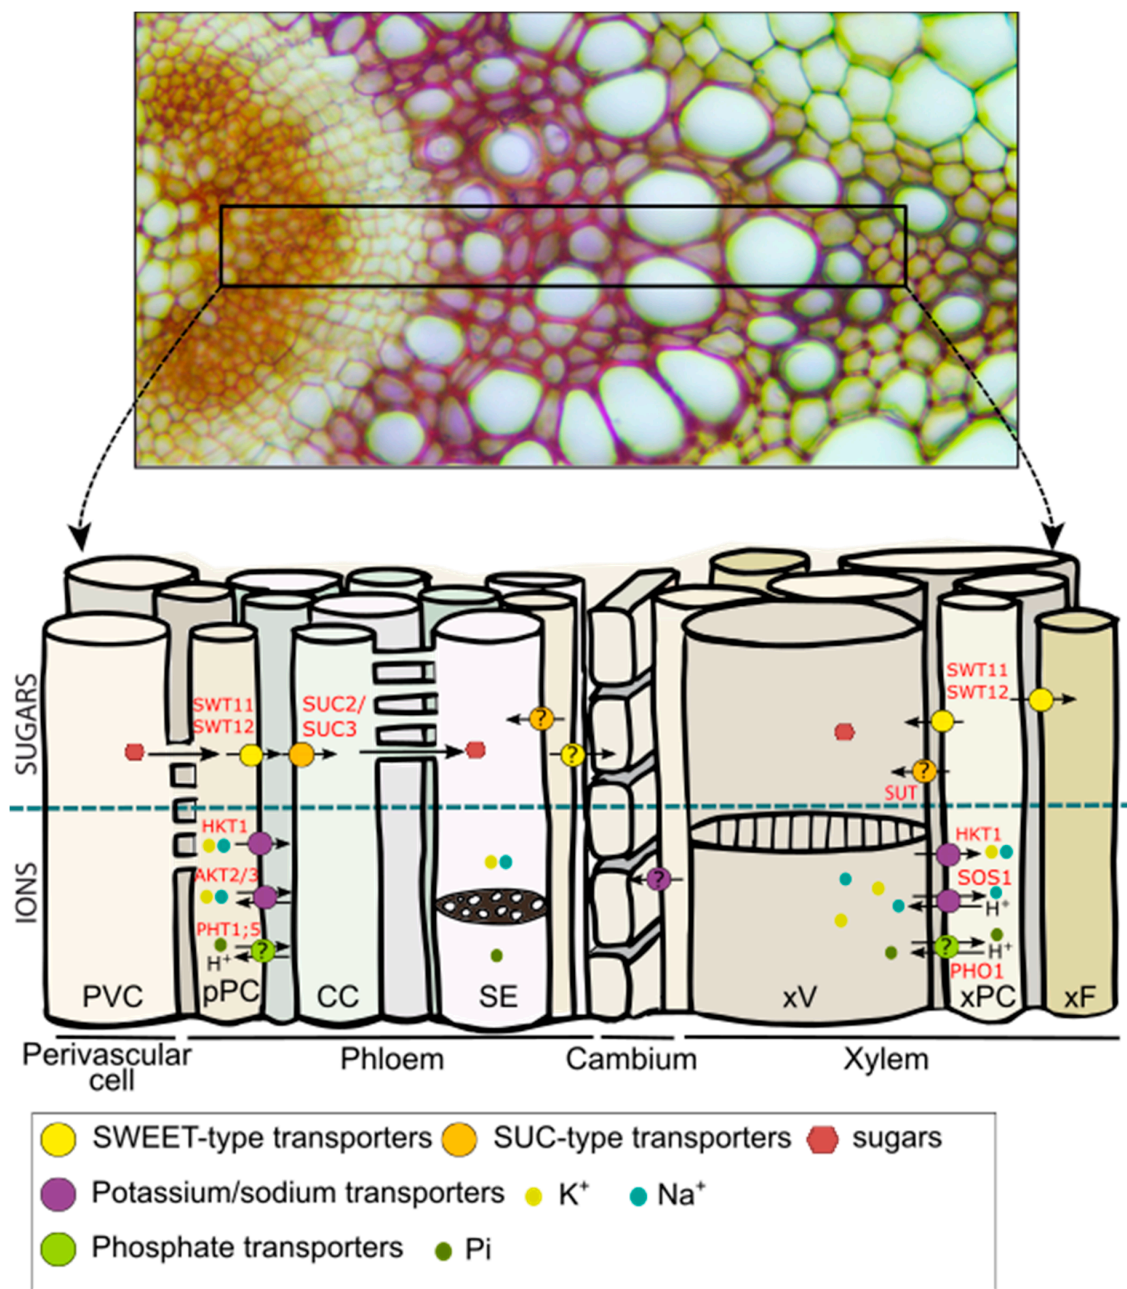 SUGARS
IONS
SWT11
SWT12
SUC2/
SUC3
?
?
SWT11
SWT12
?
SUT
HKT1
AKT2/3
PHT1;5
?
H+
?
HKT1
SOS1
H+
?
H+
PHO1
PVC
pPC
CC
SE
xV
xPC
xF
Perivascular
cell
Phloem
Cambium
Xylem
SWEET-type transporters
SUC-type transporters
sugars
Potassium/sodium transporters
K+
Na+
Phosphate transporters
Pi